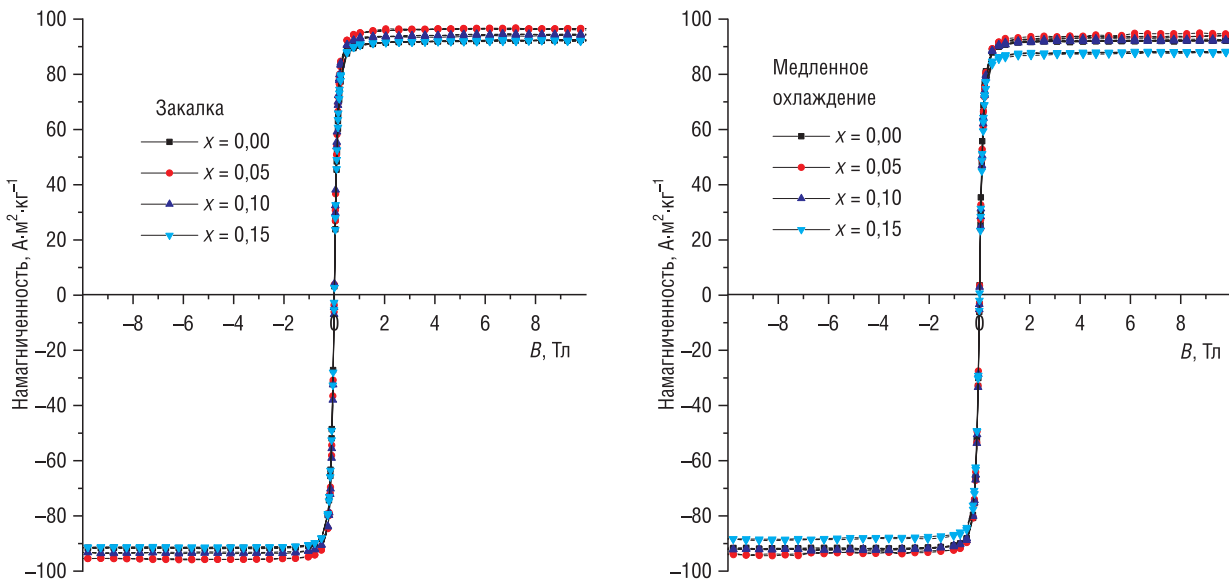 100
80
60
40
20
0
−20
−40
−60
−80
−100
Намагниченность, А·м²·кг⁻¹
Закалка
x = 0,00
x = 0,05
x = 0,10
x = 0,15
−8 −6 −4 −2 0 2 4 6 8
B, Тл
100
80
60
40
20
0
−20
−40
−60
−80
−100
Намагниченность, А·м²·кг⁻¹
Медленное
охлаждение
x = 0,00
x = 0,05
x = 0,10
x = 0,15
−8 −6 −4 −2 0 2 4 6 8
B, Тл